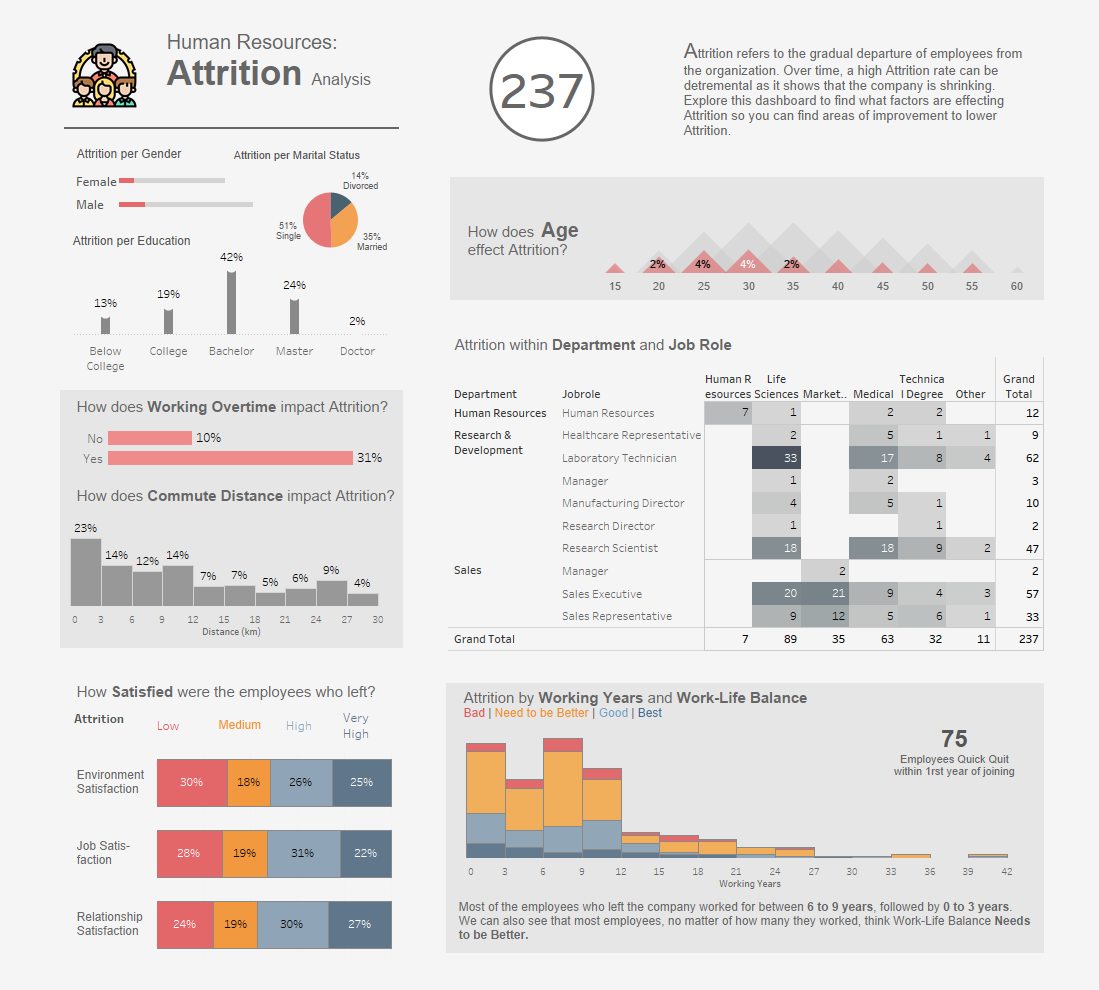 Human Resources:
Attrition Analysis
237
Attrition refers to the gradual departure of employees from
the organization. Over time, a high Attrition rate can be
detremental as it shows that the company is shrinking.
Explore this dashboard to find what factors are effecting
Attrition so you can find areas of improvement to lower
Attrition.
Attrition per Gender
Female
Male
Attrition per Marital Status
14%
Divorced
51%
Single
35%
Married
Attrition per Education
13% 19% 42% 24% 2%
Below College Bachelor Master Doctor
College
How does Age
effect Attrition?
2% 4% 4% 2%
15 20 25 30 35 40 45 50 55 60
How does Working Overtime impact Attrition?
No 10%
Yes 31%
How does Commute Distance impact Attrition?
23% 14% 12% 14% 7% 7% 5% 6% 9% 4%
0 3 6 9 12 15 18 21 24 27 30
Distance (km)
Attrition within Department and Job Role
Human R Life Technica Grand
Department Jobrole esources Sciences Market.. Medical l Degree Other Total
Human Resources Human Resources 7 1 2 2 12
Research & Healthcare Representative 2 5 1 1 9
Development
Laboratory Technician 33 17 8 4 62
Manager 1 2 3
Manufacturing Director 4 5 1 10
Research Director 1 1 2
Research Scientist 18 18 9 2 47
Sales Manager 2 2
Sales Executive 20 21 9 4 3 57
Sales Representative 9 12 5 6 1 33
Grand Total 7 89 35 63 32 11 237
How Satisfied were the employees who left?
Attrition Low Medium High Very
High
Environment
Satisfaction
30% 18% 26% 25%
Job Satis-
faction
28% 19% 31% 22%
Relationship
Satisfaction
24% 19% 30% 27%
Attrition by Working Years and Work-Life Balance
Bad | Need to be Better | Good | Best
75
Employees Quick Quit
within 1rst year of joining
0 3 6 9 12 15 18 21 24 27 30 33 36 39 42
Working Years
Most of the employees who left the company worked for between 6 to 9 years, followed by 0 to 3 years.
We can also see that most employees, no matter of how many they worked, think Work-Life Balance Needs
to be Better.